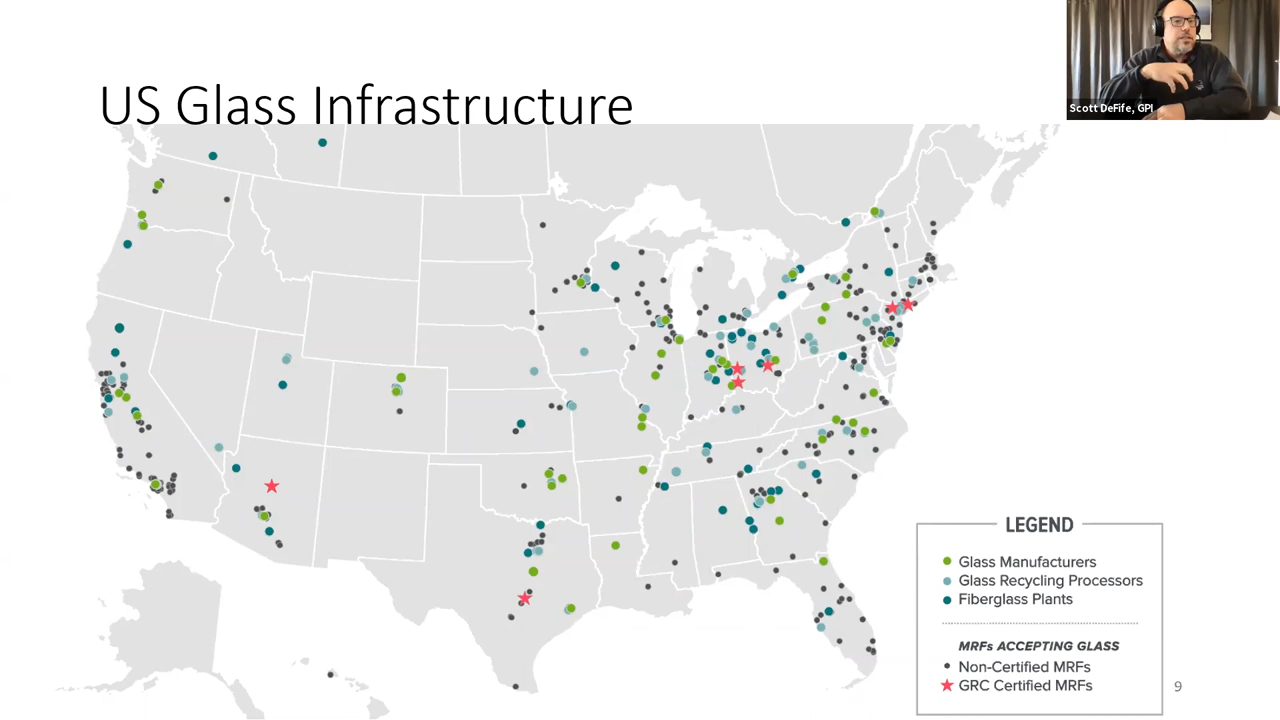 Scott DeFife, GPI
US Glass Infrastructure
LEGEND
Glass Manufacturers
Glass Recycling Processors
Fiberglass Plants
MRFs ACCEPTING GLASS
Non-Certified MRFs
GRC Certified MRFs
9